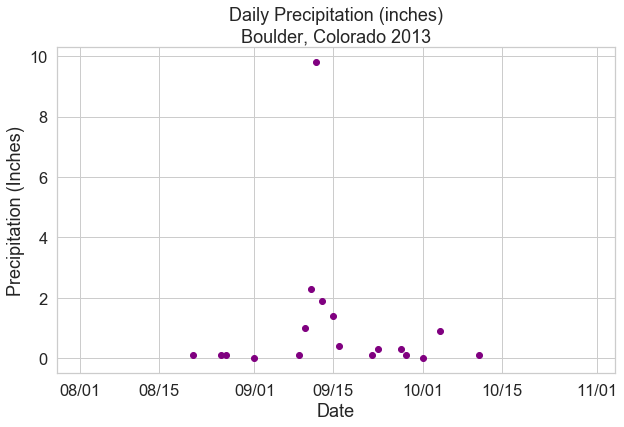 Daily Precipitation (inches)
Boulder, Colorado 2013
Precipitation (Inches)
10
8
6
4
2
0
08/01 08/15 09/01 09/15 10/01 10/15 11/01
Date